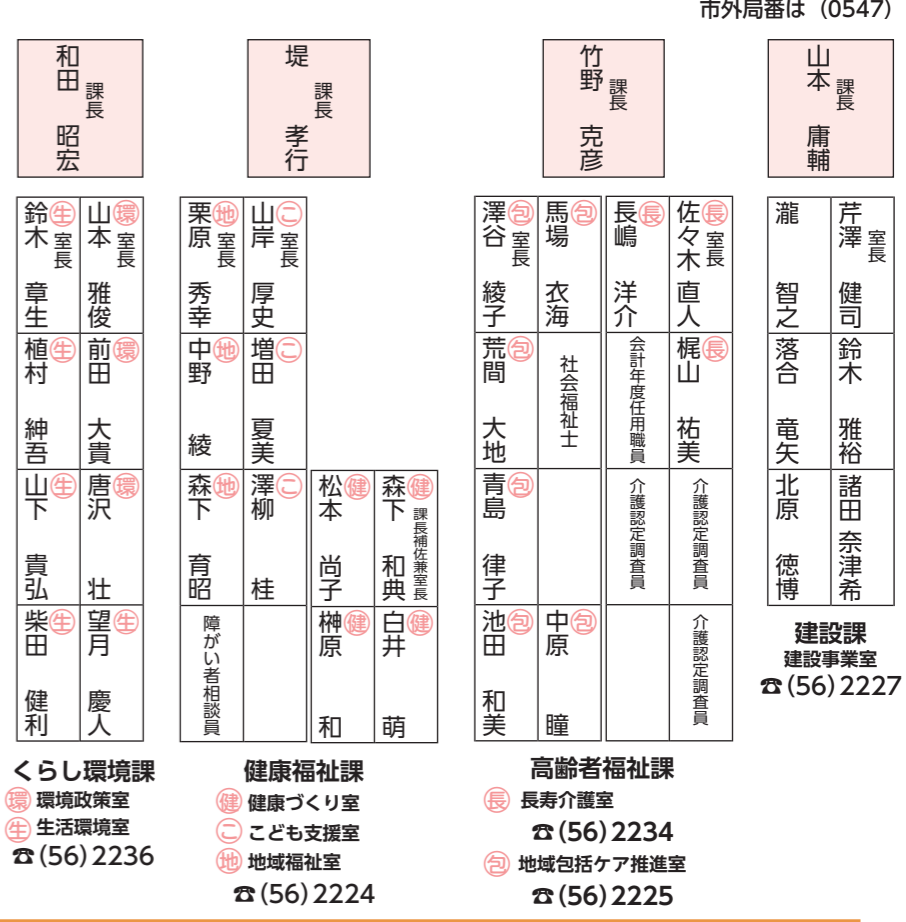 市外局番は（0547）
和田 課長 昭宏
堤 課長 孝行
竹野 課長 克彦
山本 課長 庸輔
鈴木 ㊓生 室長 章生
山本 環 室長 雅俊
植村 生 紳吾
前田 環 大貴
山下 生 貴弘
唐沢 環 壮
柴田 生 健利
望月 生 慶人
くらし環境課
環 環境政策室
生 生活環境室
☎(56)2236
栗原 地 室長 秀幸
山岸 こ 室長 厚史
中野 地 綾
増田 こ 夏美
森下 地 育昭
澤柳 こ 桂
松本 健 尚子
森下 健 課長補佐兼室長 和典
障がい者相談員
榊原 健 和
白井 健 萌
健康福祉課
健 健康づくり室
こ こども支援室
地 地域福祉室
☎(56)2224
澤谷 包 室長 綾子
馬場 包 衣海
長嶋 長 洋介
佐々木 長 室長 直人
荒間 包 大地
社会福祉士
会計年度任用職員
梶山 長 祐美
青島 包 律子
介護認定調査員
介護認定調査員
池田 包 和美
中原 包 瞳
介護認定調査員
高齢者福祉課
長 長寿介護室
☎(56)2234
包 地域包括ケア推進室
☎(56)2225
瀧 智之
芹澤 室長 健司
落合 竜矢
鈴木 雅裕
北原 徳博
諸田 奈津希
建設課
建設事業室
☎(56)2227